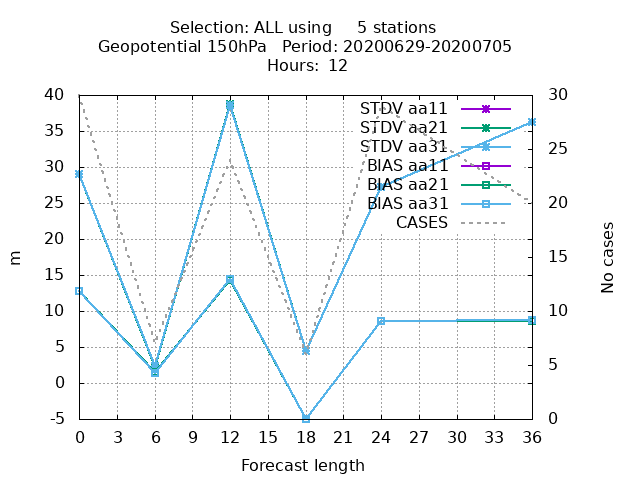 Selection: ALL using     5 stations
Geopotential 150hPa   Period: 20200629-20200705
Hours: 12
40
35
30
25
20
15
10
5
0
-5
m
30
25
20
15
10
5
0
No cases
STDV aa11
STDV aa21
STDV aa31
BIAS aa11
BIAS aa21
BIAS aa31
CASES
0 3 6 9 12 15 18 21 24 27 30 33 36
Forecast length